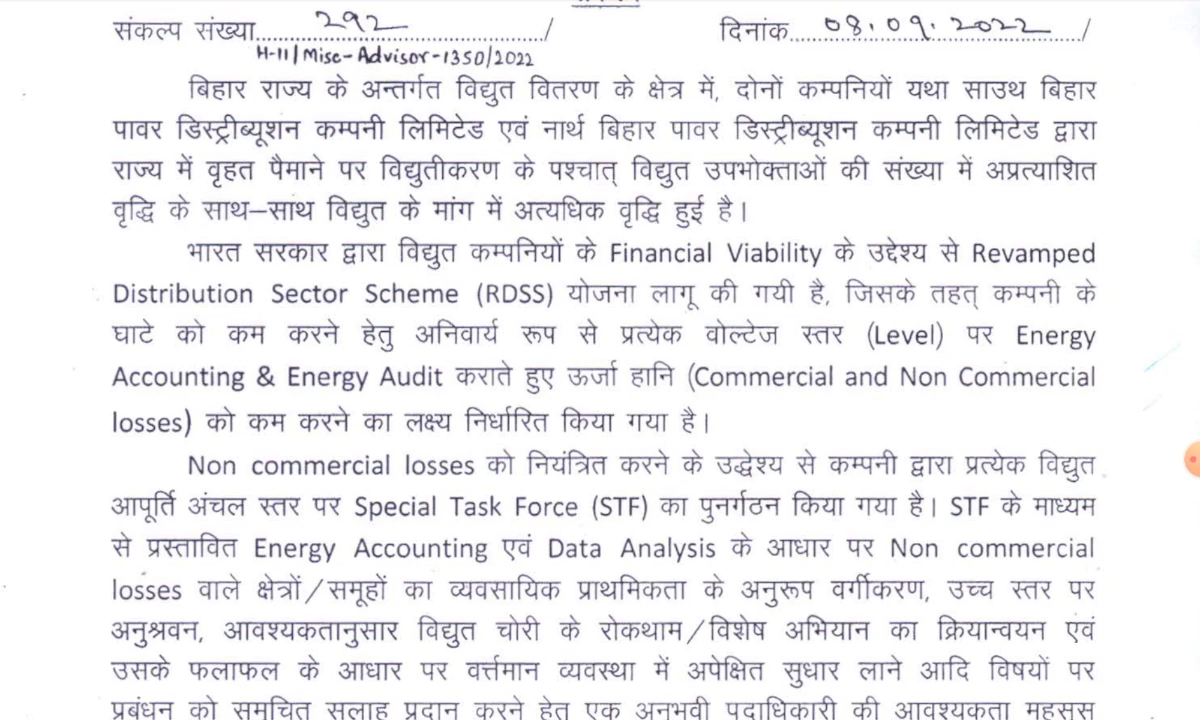 संकल्प संख्या...292.../ दिनांक...08.09.2022.../
H-11/Misc-Advisor-1350/2022
बिहार राज्य के अन्तर्गत विद्युत वितरण के क्षेत्र में, दोनों कम्पनियों यथा साउथ बिहार
पावर डिस्ट्रीब्यूशन कम्पनी लिमिटेड एवं नार्थ बिहार पावर डिस्ट्रीब्यूशन कम्पनी लिमिटेड द्वारा
राज्य में वृहत पैमाने पर विद्युतीकरण के पश्चात् विद्युत उपभोक्ताओं की संख्या में अप्रत्याशित
वृद्धि के साथ–साथ विद्युत के मांग में अत्यधिक वृद्धि हुई है।
भारत सरकार द्वारा विद्युत कम्पनियों के Financial Viability के उद्देश्य से Revamped
Distribution Sector Scheme (RDSS) योजना लागू की गयी है, जिसके तहत् कम्पनी के
घाटे को कम करने हेतु अनिवार्य रूप से प्रत्येक वोल्टेज स्तर (Level) पर Energy
Accounting & Energy Audit कराते हुए ऊर्जा हानि (Commercial and Non Commercial
losses) को कम करने का लक्ष्य निर्धारित किया गया है।
Non commercial losses को नियंत्रित करने के उद्धेश्य से कम्पनी द्वारा प्रत्येक विद्युत
आपूर्ति अंचल स्तर पर Special Task Force (STF) का पुनर्गठन किया गया है। STF के माध्यम
से प्रस्तावित Energy Accounting एवं Data Analysis के आधार पर Non commercial
losses वाले क्षेत्रों/समूहों का व्यवसायिक प्राथमिकता के अनुरूप वर्गीकरण, उच्च स्तर पर
अनुश्रवन, आवश्यकतानुसार विद्युत चोरी के रोकथाम/विशेष अभियान का क्रियान्वयन एवं
उसके फलाफल के आधार पर वर्त्तमान व्यवस्था में अपेक्षित सुधार लाने आदि विषयों पर
प्रबंधन को समुचित सलाह प्रदान करने हेतु एक अनुभवी पदाधिकारी की आवश्यकता महसूस